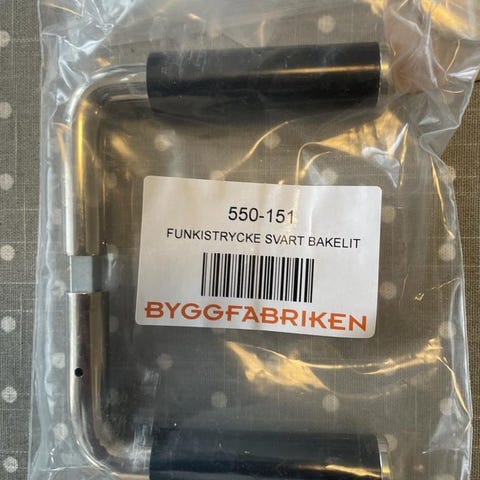 550-151
FUNKISTRYCKE SVART BAKELIT
BYGGFABRIKEN